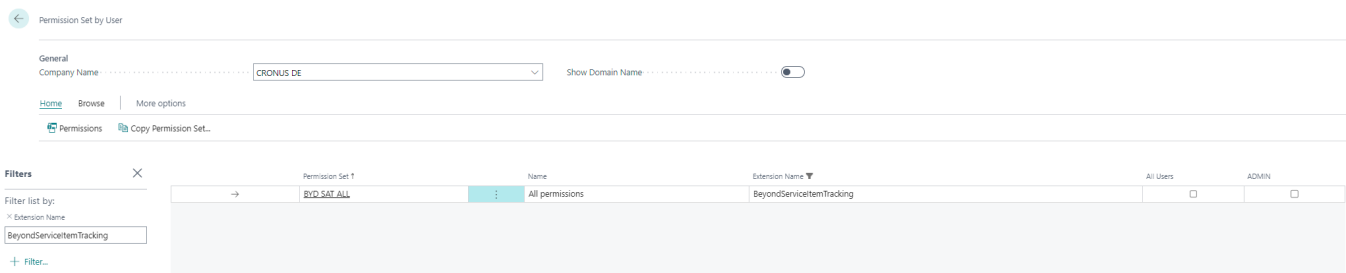 Permission Set by User
General
Company Name CRONUS DE Show Domain Name
Home Browse More options
Permissions Copy Permission Set...
Filters
Permission Set ↑ Name Extension Name All Users ADMIN
BYD SAT ALL All permissions BeyondServiceItemTracking
Filter list by:
× Extension Name
BeyondServiceItemTracking
+ Filter...